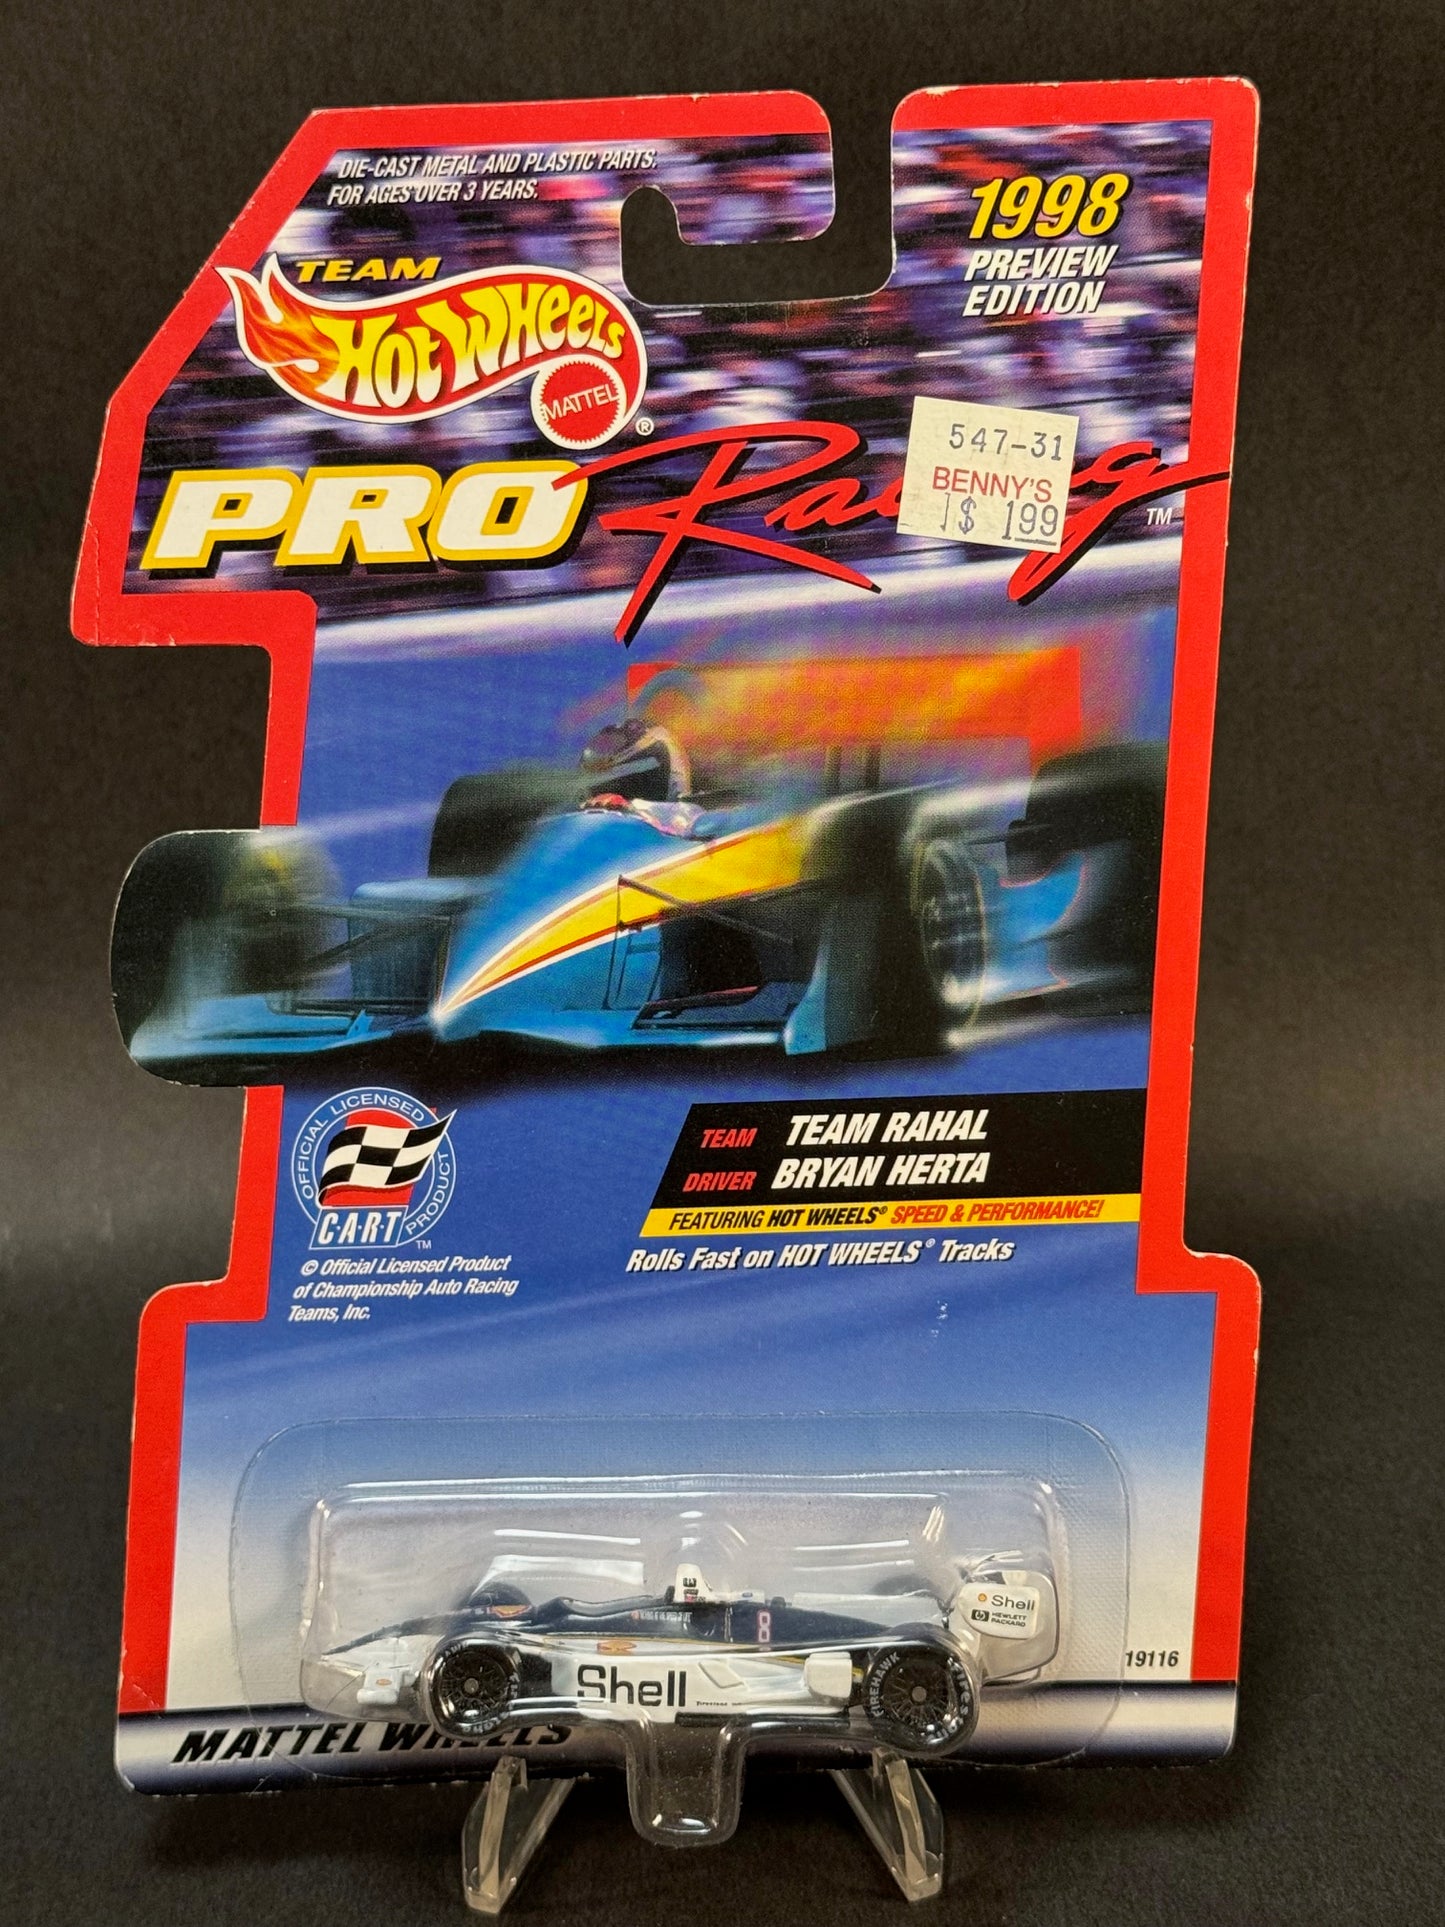 DIE-CAST METAL AND PLASTIC PARTS.
FOR AGES OVER 3 YEARS.
1998
PREVIEW
EDITION
TEAM
HOT WHEELS
MATTEL
®
PRO Racing
TM
547-31
BENNY'S
1$ 199
OFFICIAL LICENSED PRODUCT
C·A·R·T
TM
© Official Licensed Product
of Championship Auto Racing
Teams, Inc.
TEAM TEAM RAHAL
DRIVER BRYAN HERTA
FEATURING HOT WHEELS® SPEED & PERFORMANCE!
Rolls Fast on HOT WHEELS® Tracks
8
Shell
HEWLETT
PACKARD
hp
Shell
Firestone
FIREHAWK
Firestone
19116
MATTEL WHEELS